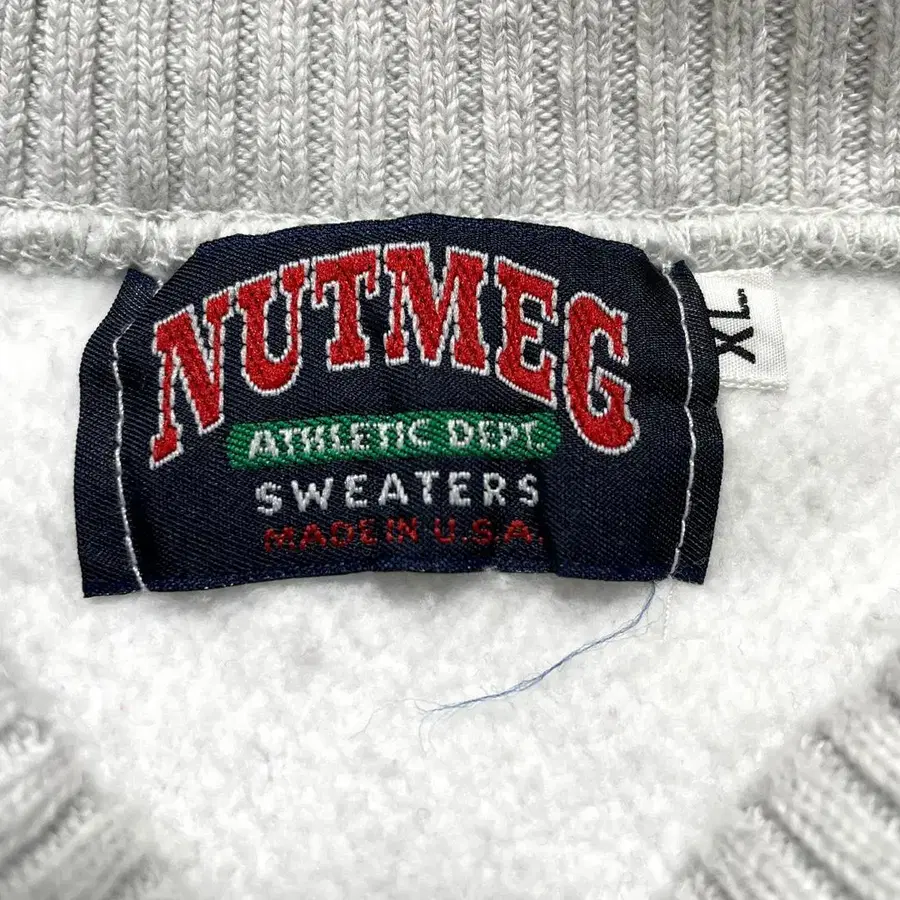 NUTMEG
ATHLETIC DEPT.
SWEATERS
MADE IN U.S.A.
XL